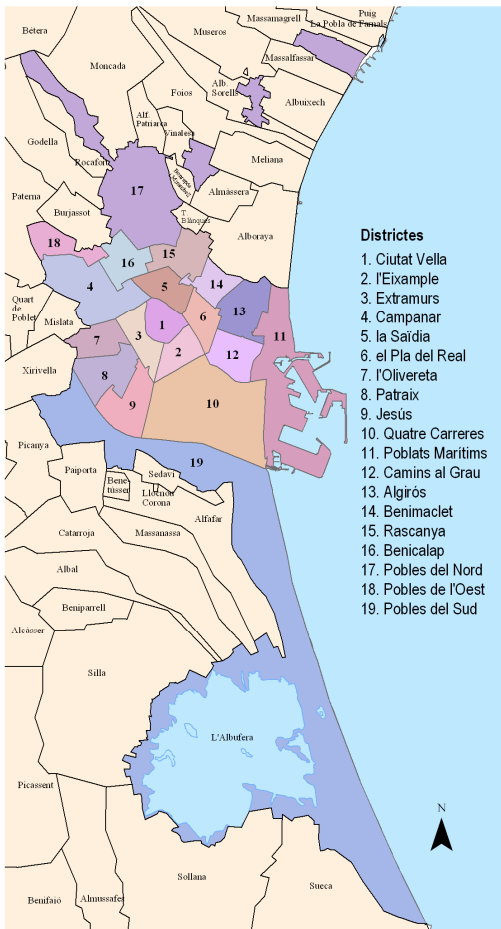 Puig
Massamagrell
La Pobla de Farnals
Museros
Bétera
Massalfassar
Moncada
Alb.
Sorells
Foios
Albuixech
Alf.
Patriarca
Vinalesa
Godella
Rocafort
Meliana
Bonrepòs
Mirambell
Almàssera
17
Paterna
Burjassot
T.
Blanques
Alboraya
18
15
16
14
4
5
Quart
de
Poblet
Mislata
13
1
6
11
3
7
2
12
Xirivella
8
9
10
Picanya
19
Paiporta
Sedaví
Bene
tússer
Llocnou
Corona
Alfafar
Catarroja
Massanassa
Albal
Beniparrell
Alcàsser
Silla
L'Albufera
Picassent
N
Sollana
Sueca
Benifaió
Almussafes
Districtes
1. Ciutat Vella
2. l'Eixample
3. Extramurs
4. Campanar
5. la Saïdia
6. el Pla del Real
7. l'Olivereta
8. Patraix
9. Jesús
10. Quatre Carreres
11. Poblats Marítims
12. Camins al Grau
13. Algirós
14. Benimaclet
15. Rascanya
16. Benicalap
17. Pobles del Nord
18. Pobles de l'Oest
19. Pobles del Sud